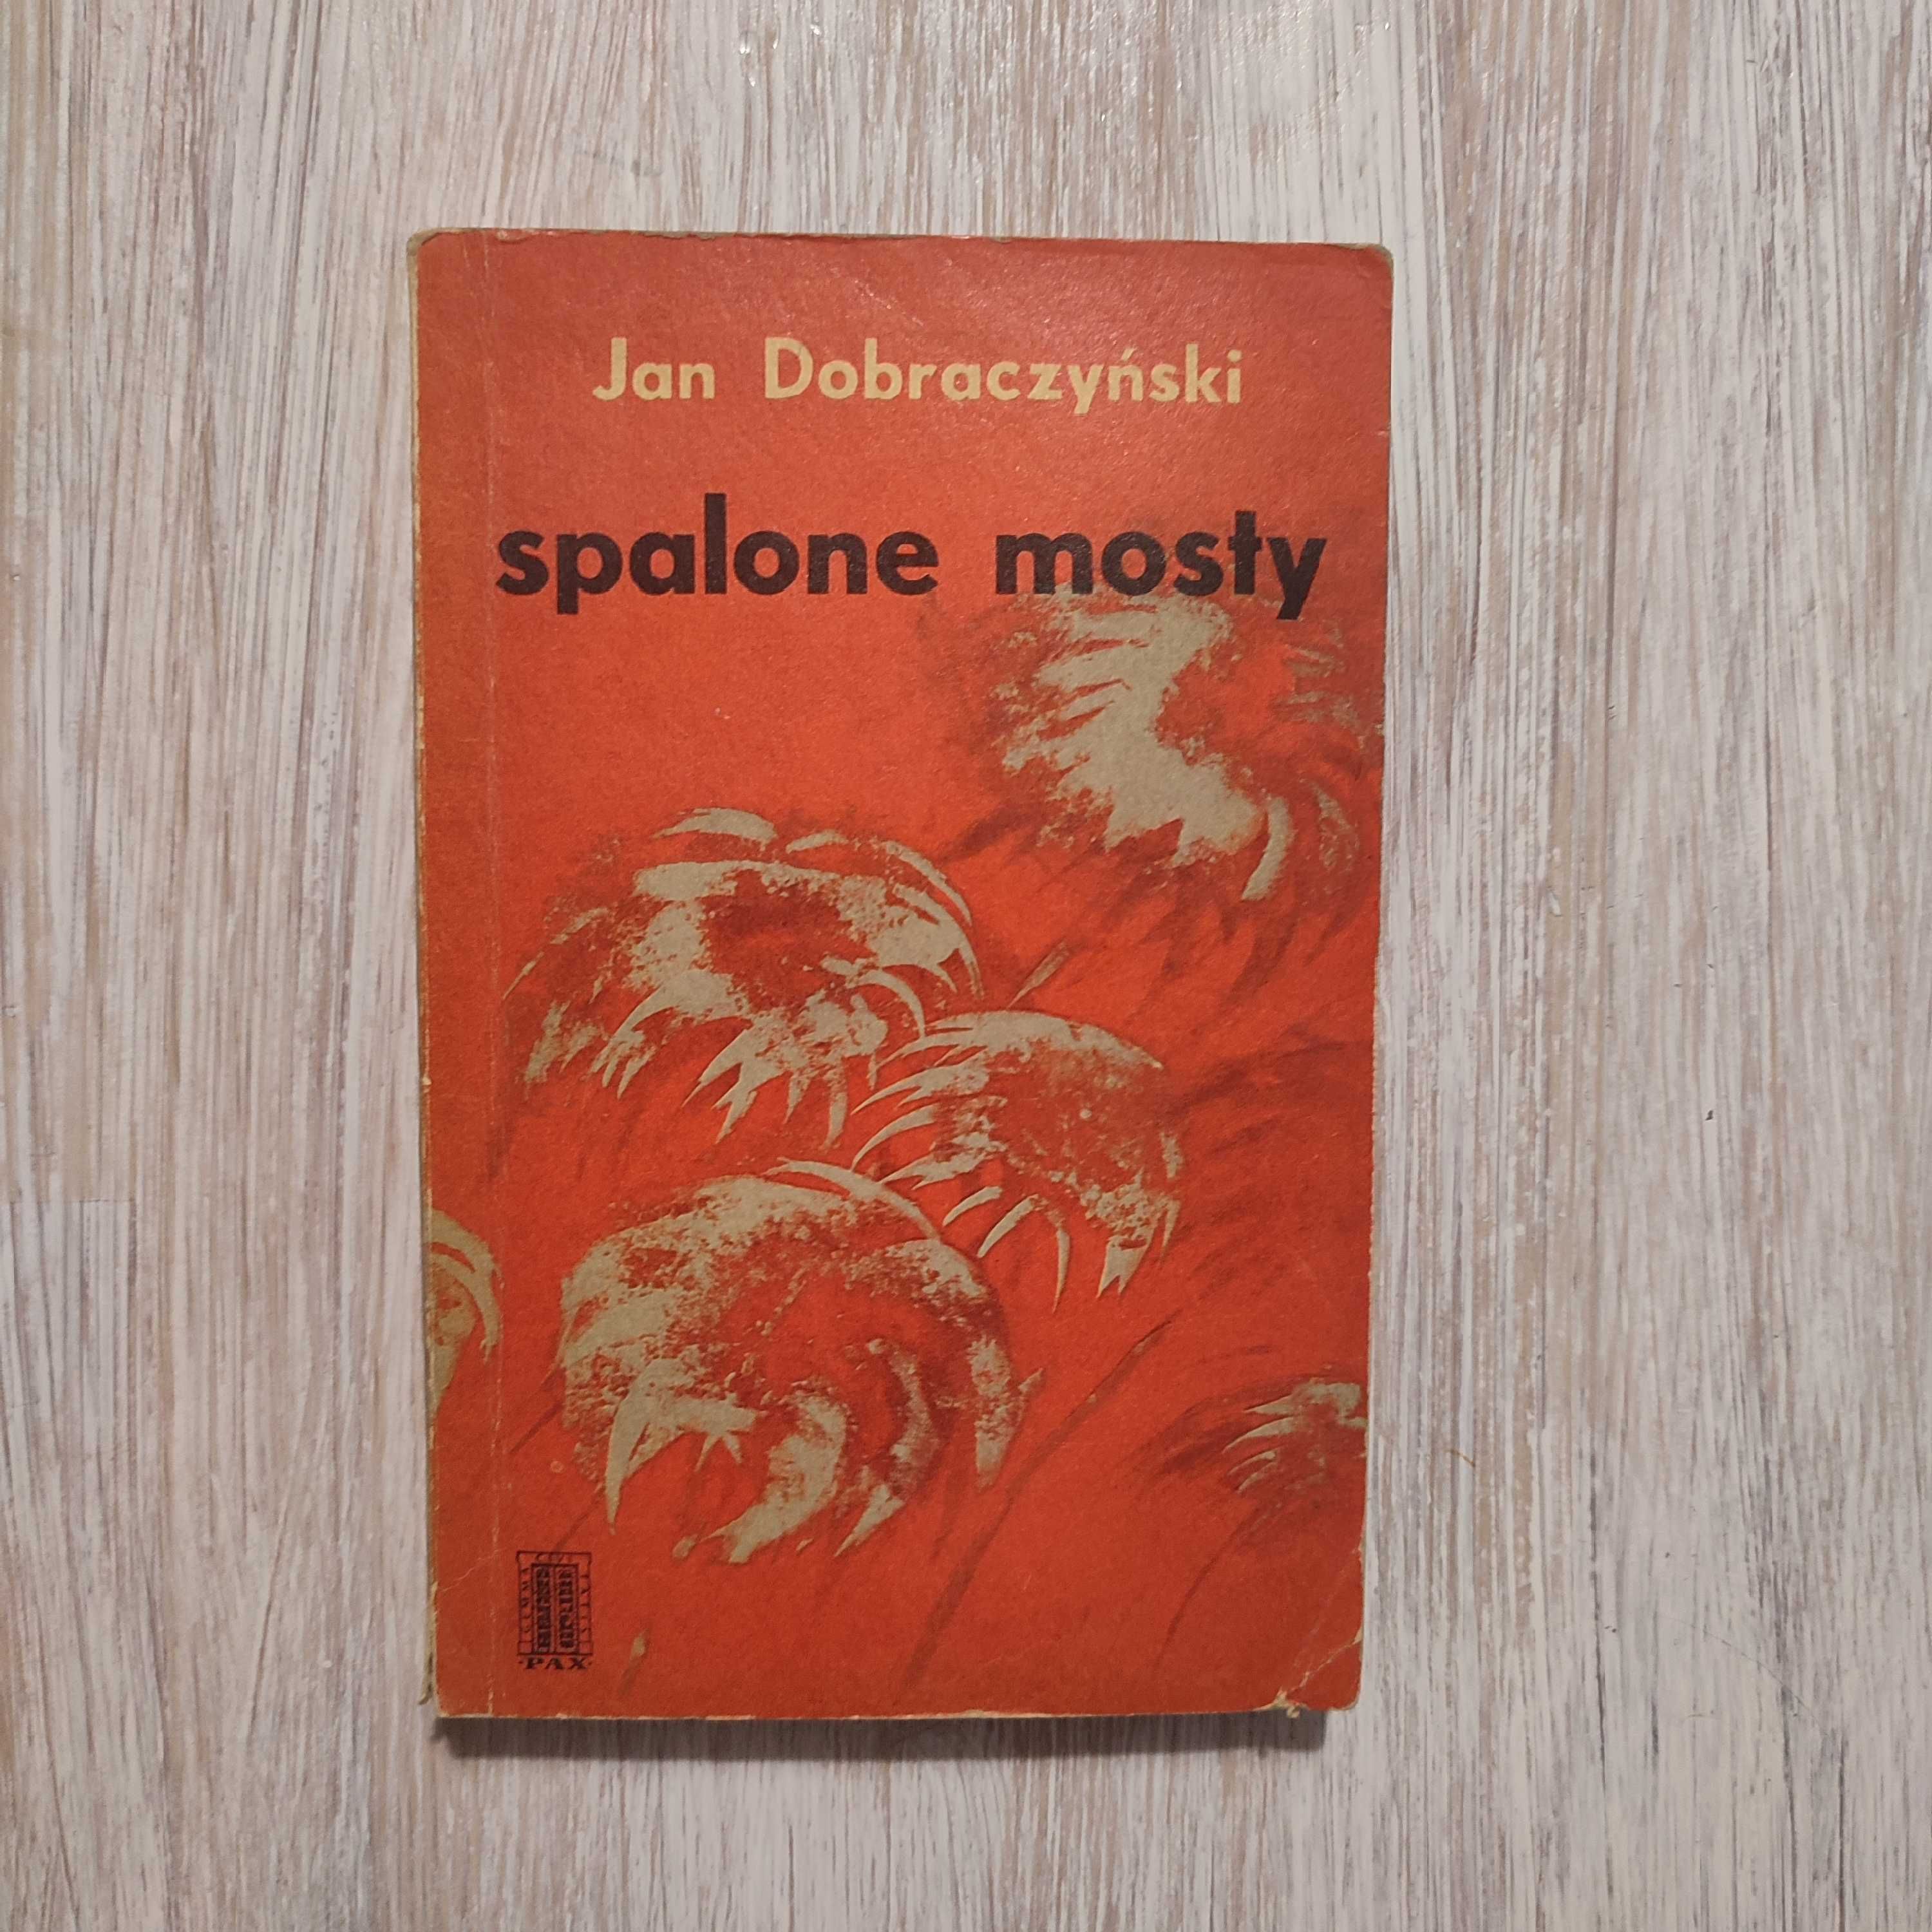 Jan Dobraczyński
spalone mosty
PAX